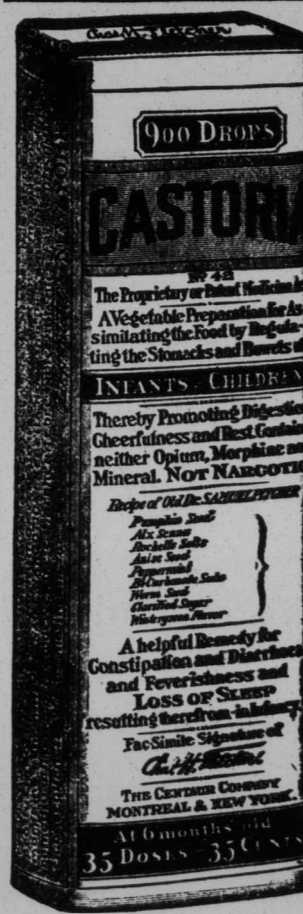 Chas. H. Fletcher
900 DROPS
CASTORIA
Nº 42
The Proprietary or Patent Medicine A
A Vegetable Preparation for As
similating the Food by Regula
ting the Stomachs and Bowels of
INFANTS CHILDREN
Thereby Promoting Digestion
Cheerfulness and Rest Contains
neither Opium, Morphine nor
Mineral. NOT NARCOTIC
Recipe of Old Dr. SAMUEL PITCHER
Pumpkin Seed
Alx Senna
Rochelle Salts
Anise Seed
Peppermint
Bi Carbonate Soda
Worm Seed
Clarified Sugar
Wintergreen Flavor
A helpful Remedy for
Constipation and Diarrhoea
and Feverishness and
LOSS OF SLEEP
resulting therefrom in Infancy
Fac-Simile Signature of
Chas. H. Fletcher
THE CENTAUR COMPANY
MONTREAL & NEW YORK
At 6 months old
35 DOSES 35 CENTS